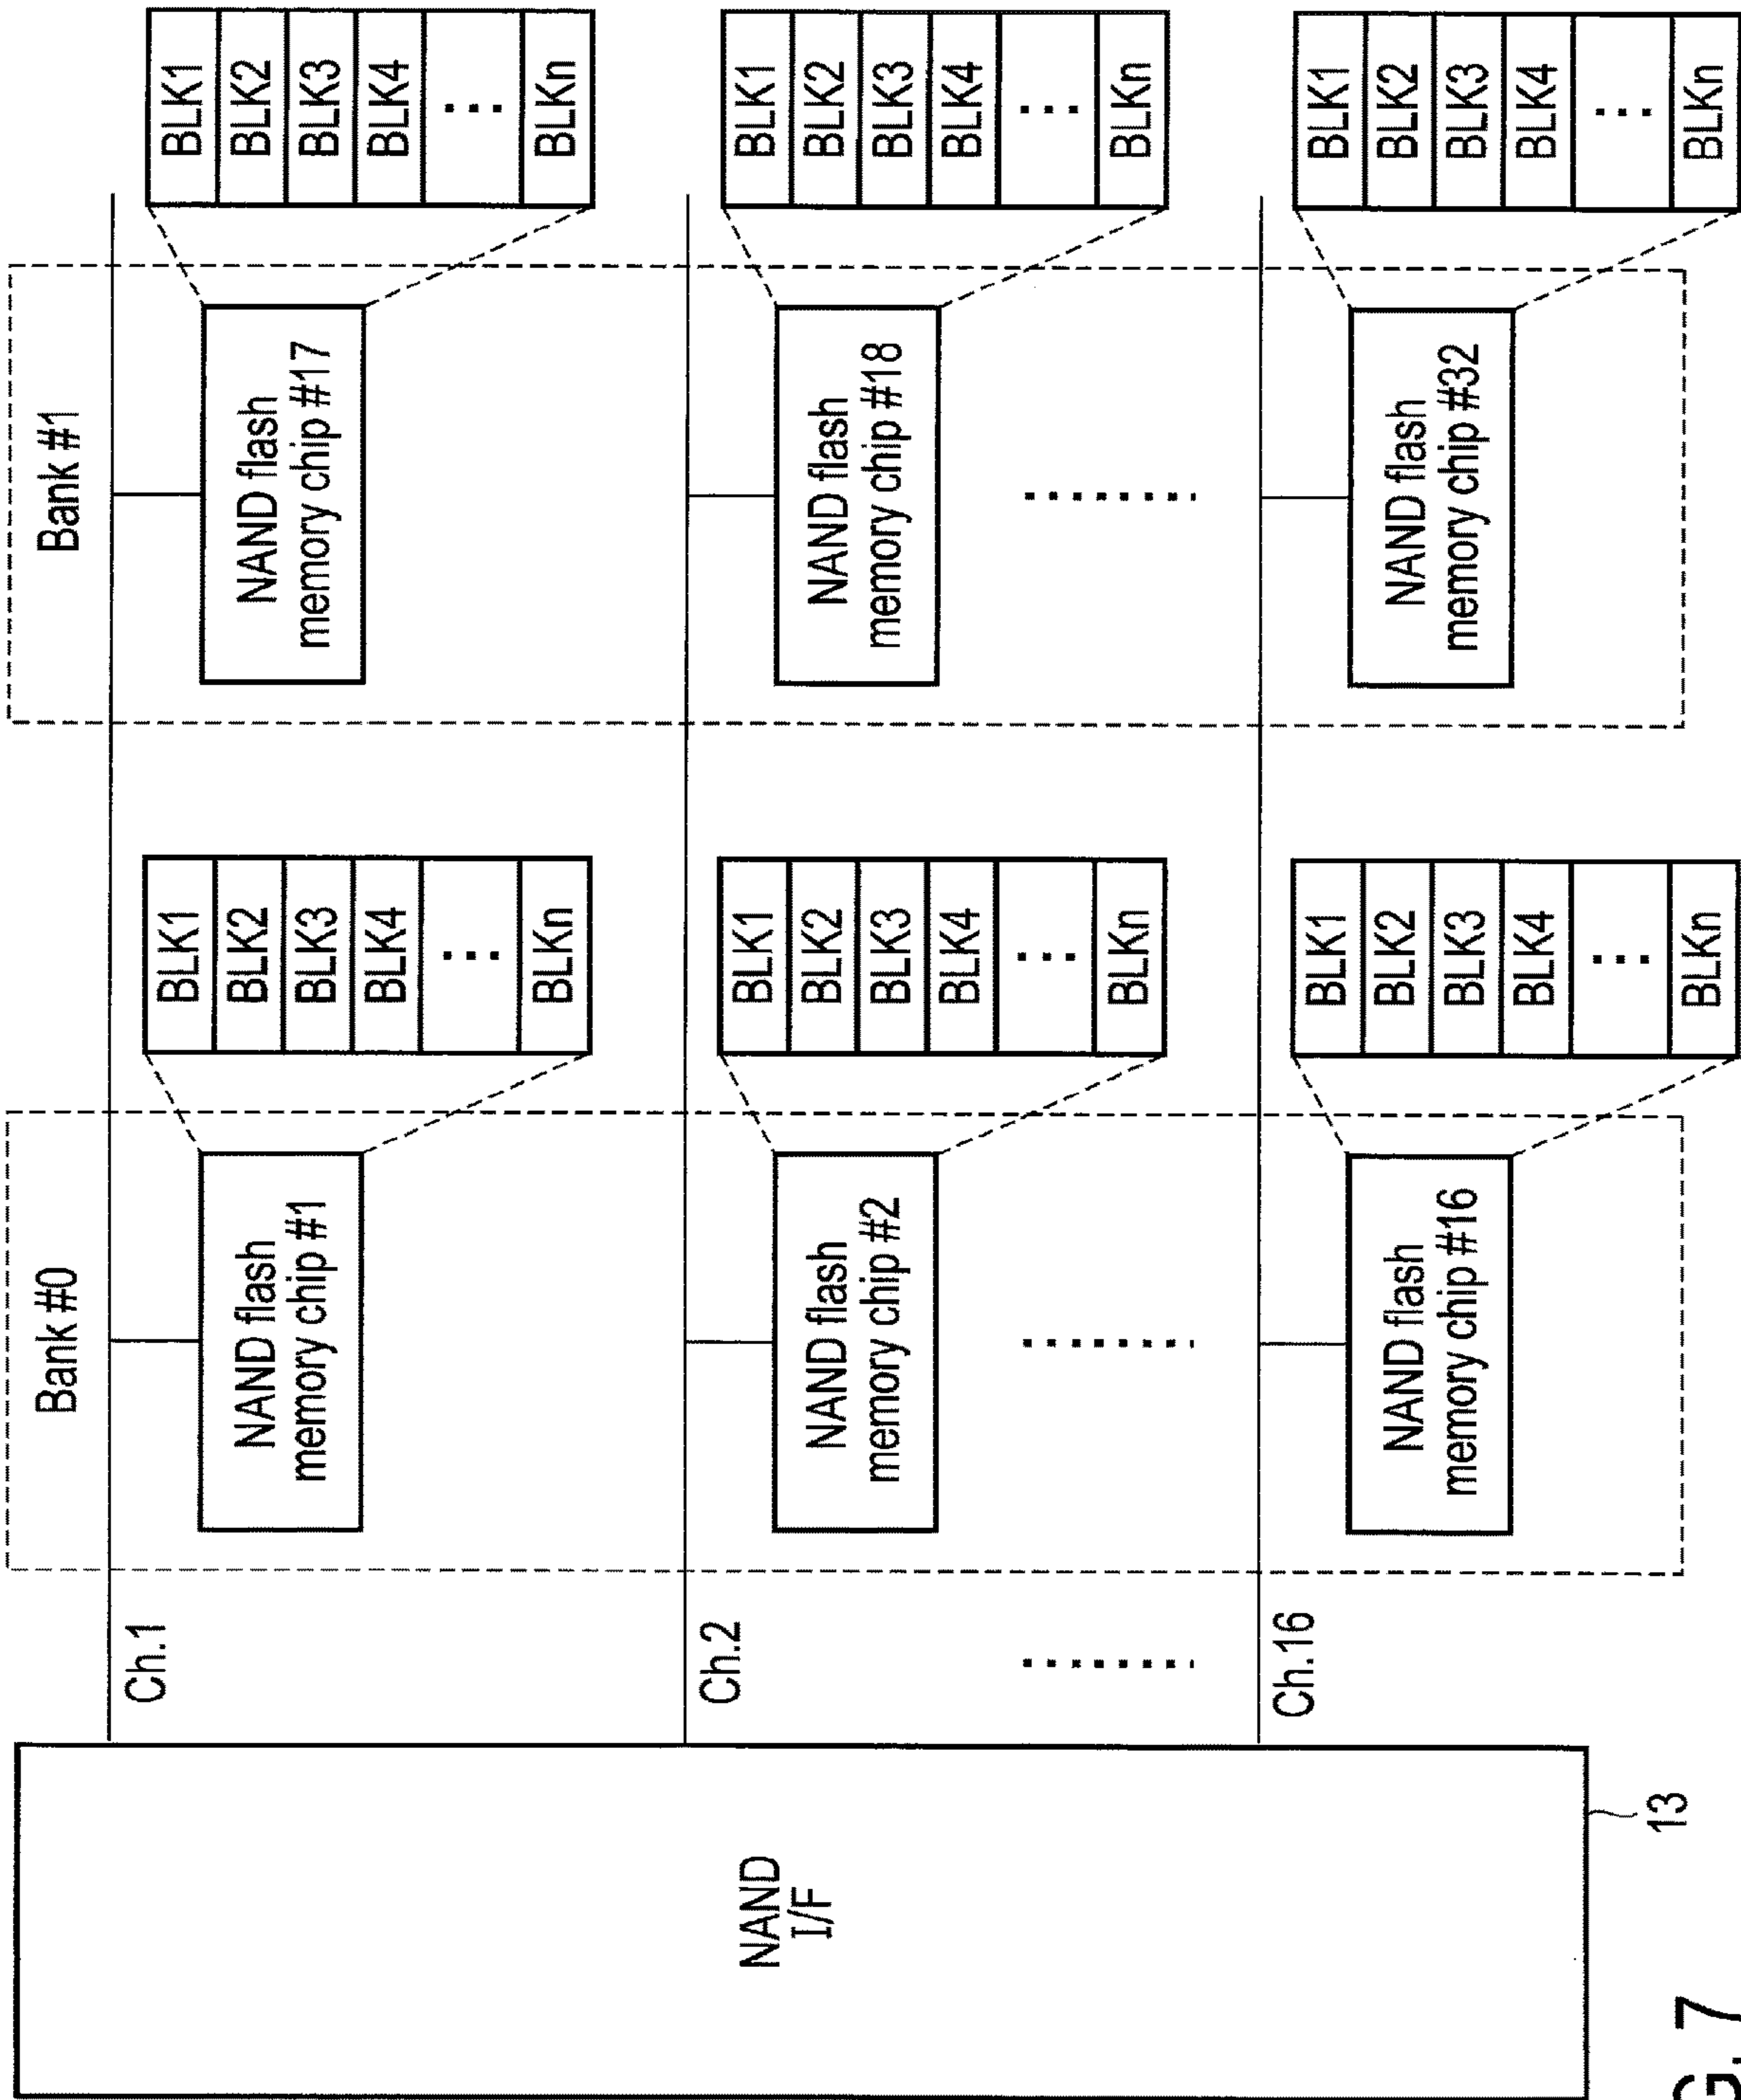 Bank #0
Bank #1
Ch.1
NAND flash
memory chip #1
BLK1
BLK2
BLK3
BLK4
...
BLKn
NAND flash
memory chip #17
BLK1
BLK2
BLK3
BLK4
...
BLKn
NAND
I/F
Ch.2
NAND flash
memory chip #2
BLK1
BLK2
BLK3
BLK4
...
BLKn
NAND flash
memory chip #18
BLK1
BLK2
BLK3
BLK4
...
BLKn
Ch.16
NAND flash
memory chip #16
BLK1
BLK2
BLK3
BLK4
...
BLKn
NAND flash
memory chip #32
BLK1
BLK2
BLK3
BLK4
...
BLKn
13
G. 7